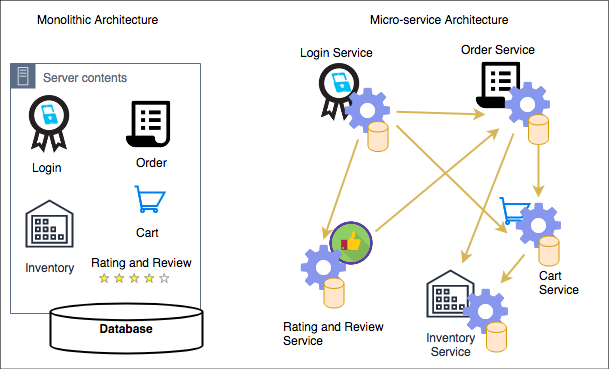 Monolithic Architecture
Server contents
Login
Order
Inventory
Cart
Rating and Review
Database
Micro-service Architecture
Login Service
Order Service
Rating and Review
Service
Inventory
Service
Cart
Service